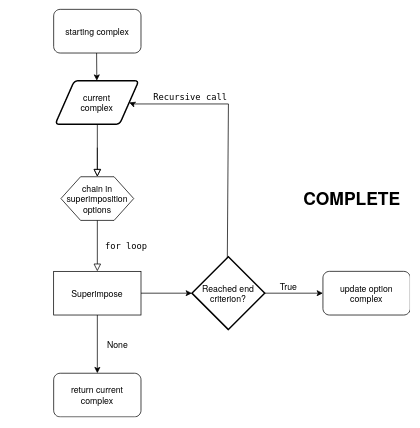 starting complex
current
complex
Recursive call
chain in
superimposition
options
COMPLETE
for loop
Superimpose
Reached end
criterion?
True
update option
complex
None
return current
complex